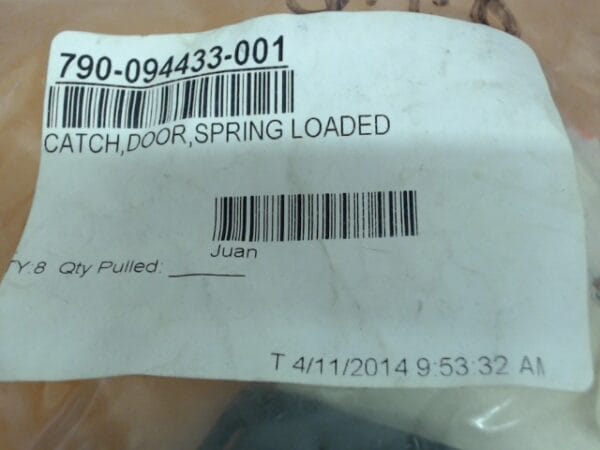 790-094433-001
CATCH,DOOR,SPRING LOADED
Juan
TY:8 Qty Pulled: ______
T 4/11/2014 9:53:32 AM